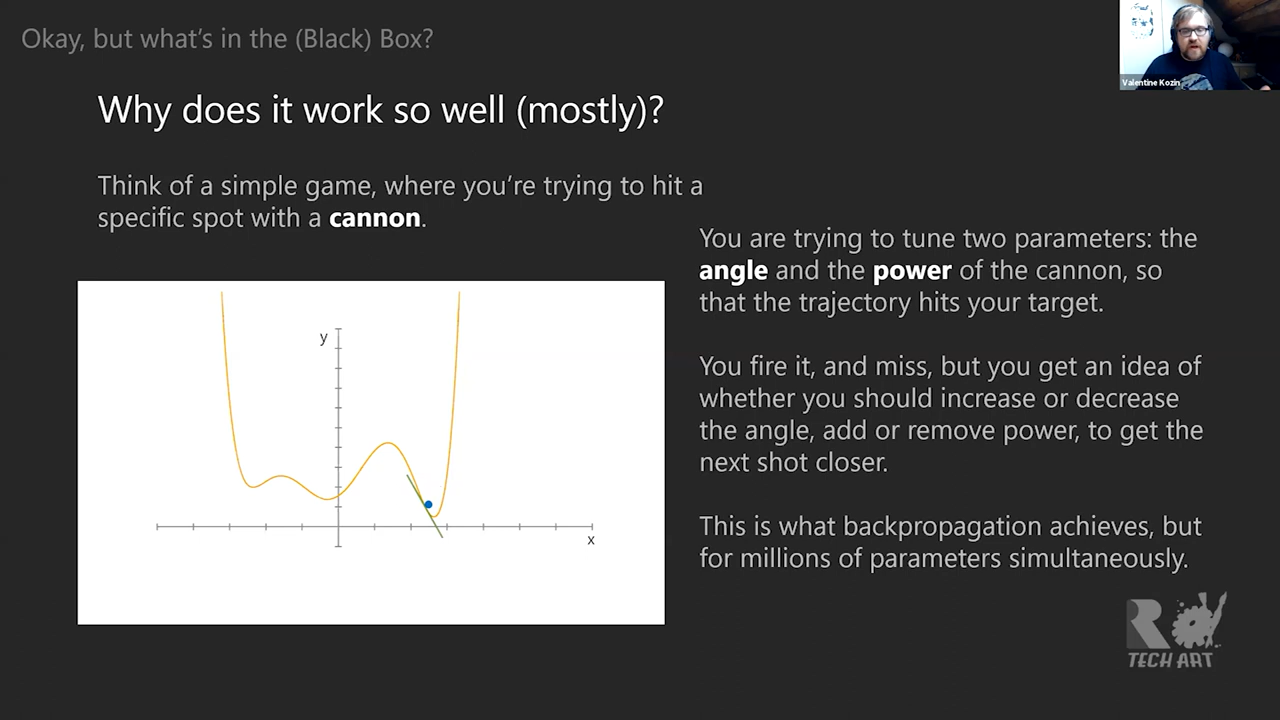 Okay, but what's in the (Black) Box?
Valentine Kozin
Why does it work so well (mostly)?
Think of a simple game, where you're trying to hit a
specific spot with a cannon.
You are trying to tune two parameters: the
angle and the power of the cannon, so
that the trajectory hits your target.
You fire it, and miss, but you get an idea of
whether you should increase or decrease
the angle, add or remove power, to get the
next shot closer.
This is what backpropagation achieves, but
for millions of parameters simultaneously.
y
x
R
TECH ART